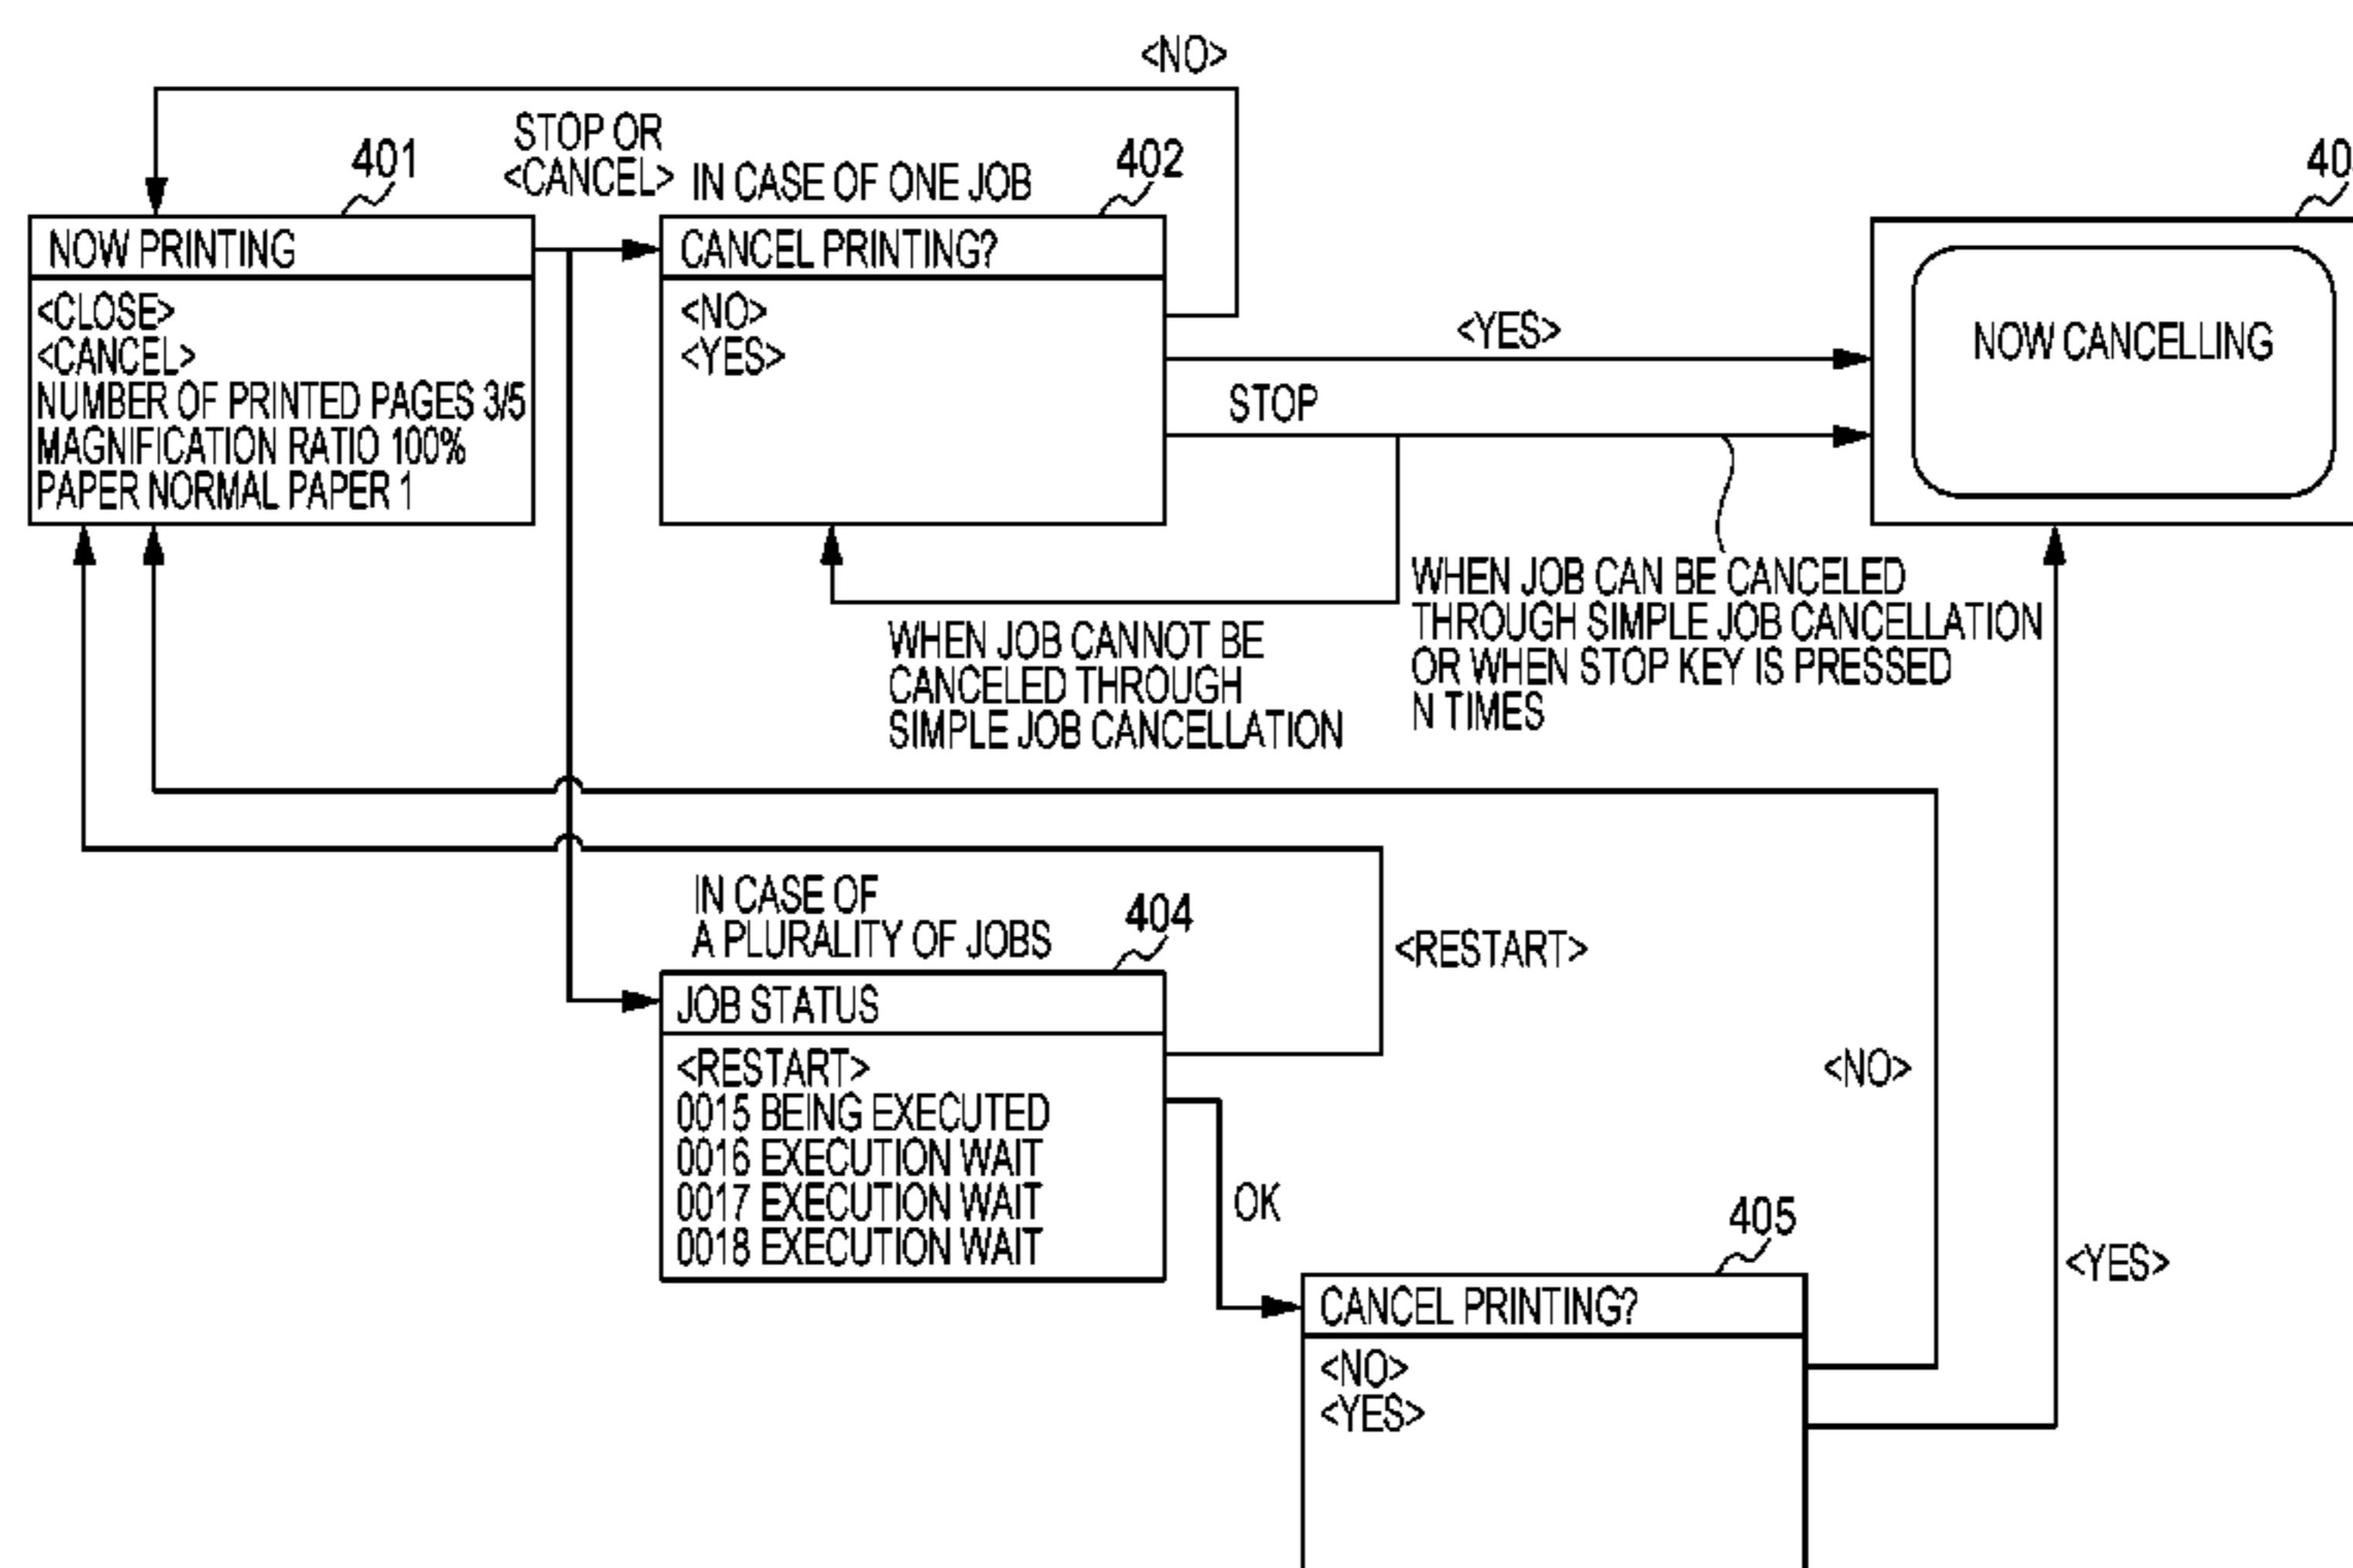 <NO>
STOP OR
<CANCEL>
401
IN CASE OF ONE JOB
402
NOW PRINTING
<CLOSE>
<CANCEL>
NUMBER OF PRINTED PAGES 3/5
MAGNIFICATION RATIO 100%
PAPER NORMAL PAPER 1
CANCEL PRINTING?
<NO>
<YES>
<YES>
STOP
NOW CANCELLING
WHEN JOB CANNOT BE
CANCELED THROUGH
SIMPLE JOB CANCELLATION
WHEN JOB CAN BE CANCELED
THROUGH SIMPLE JOB CANCELLATION
OR WHEN STOP KEY IS PRESSED
N TIMES
IN CASE OF
A PLURALITY OF JOBS
404
<RESTART>
JOB STATUS
<RESTART>
0015 BEING EXECUTED
0016 EXECUTION WAIT
0017 EXECUTION WAIT
0018 EXECUTION WAIT
OK
<NO>
<YES>
405
CANCEL PRINTING?
<NO>
<YES>